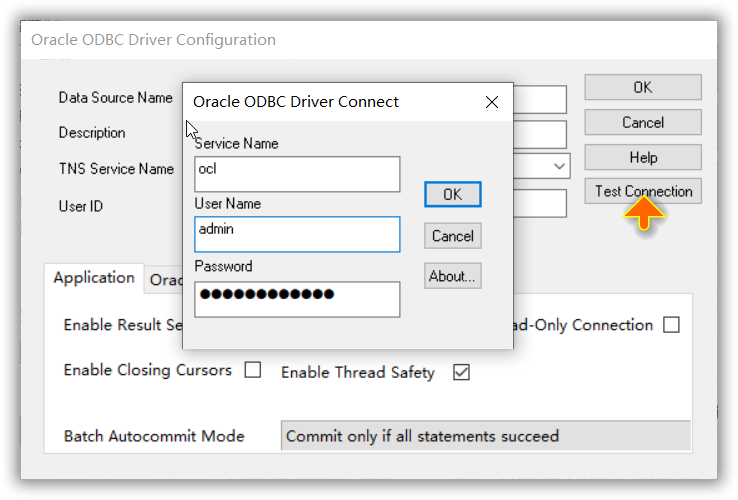 Oracle ODBC Driver Configuration
Data Source Name
Description
TNS Service Name
User ID
OK
Cancel
Help
Test Connection
Oracle ODBC Driver Connect
Service Name
ocl
User Name
admin
Password
●●●●●●●●●●●●
OK
Cancel
About...
Application
Orac
Enable Result Se
ad-Only Connection
Enable Closing Cursors
Enable Thread Safety
Batch Autocommit Mode
Commit only if all statements succeed